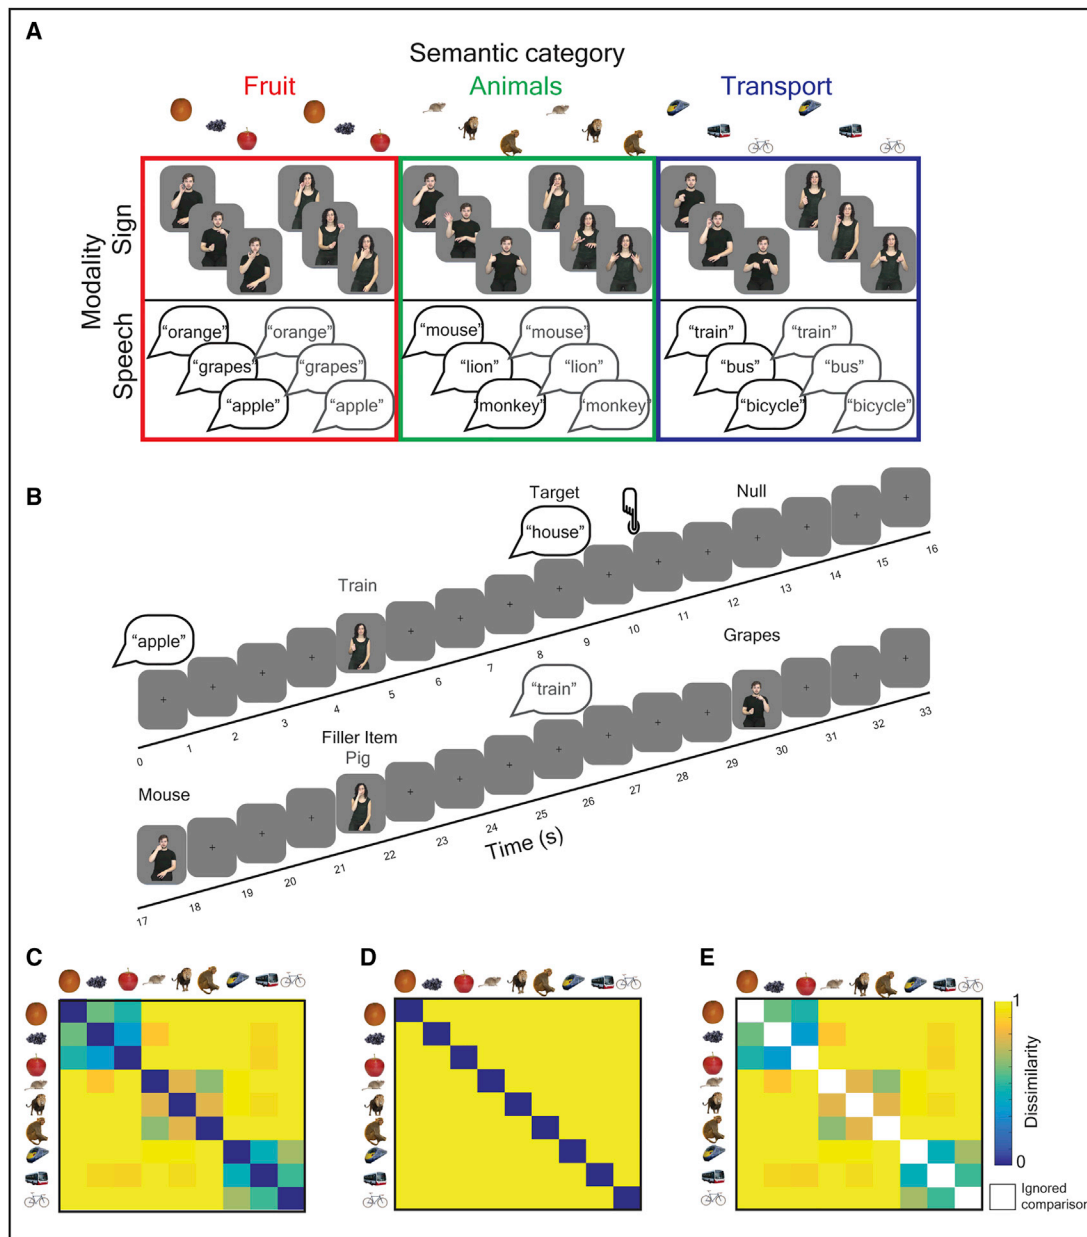 A
Semantic category
Fruit Animals Transport
Modality
Sign
Speech
"orange" "orange" "mouse" "mouse" "train" "train"
"grapes" "grapes" "lion" "lion" "bus" "bus"
"apple" "apple" "monkey" "monkey" "bicycle" "bicycle"
B
Target Null
"house"
Train
"apple"
0 1 2 3 4 5 6 7 8 9 10 11 12 13 14 15 16
Grapes
"train"
Filler Item
Pig
Mouse
17 18 19 20 21 22 23 24 25 26 27 28 29 30 31 32 33
Time (s)
C D E
1
Dissimilarity
0
Ignored
comparison